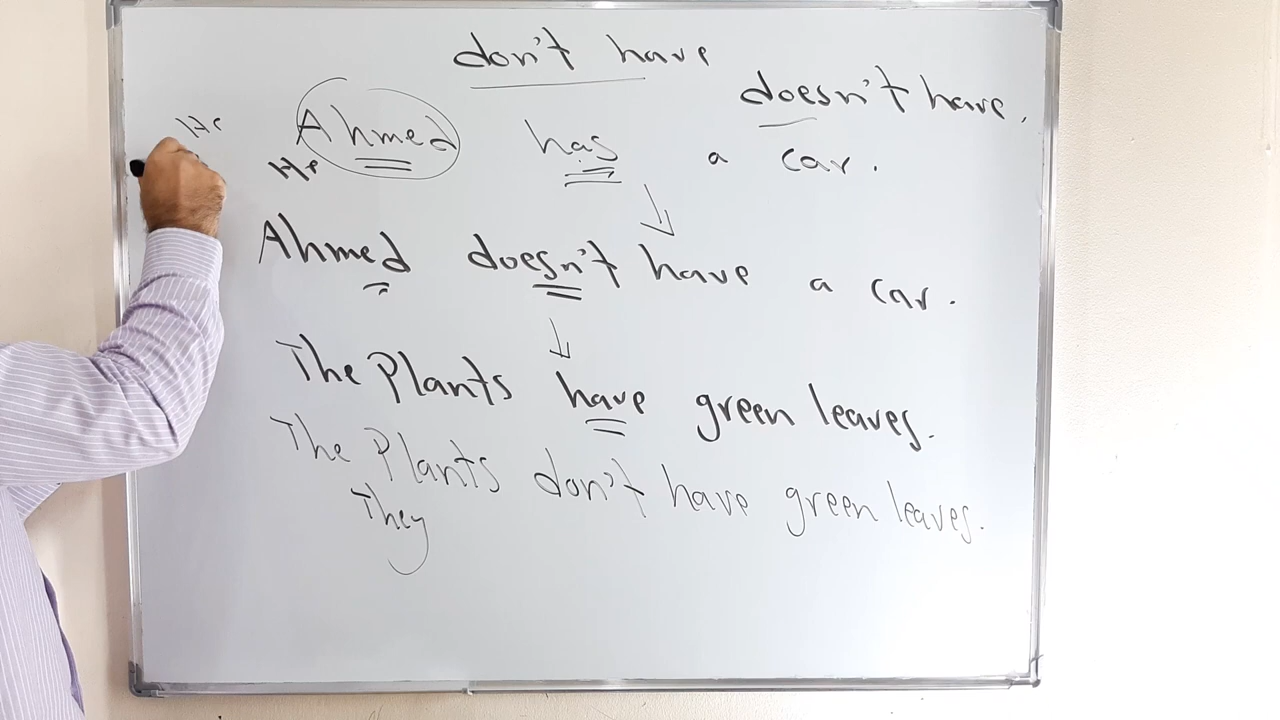 don't have
doesn't have.
He
Ahmed has a car.
He
Ahmed doesn't have a car.
The Plants have green leaves.
The Plants don't have green leaves.
They